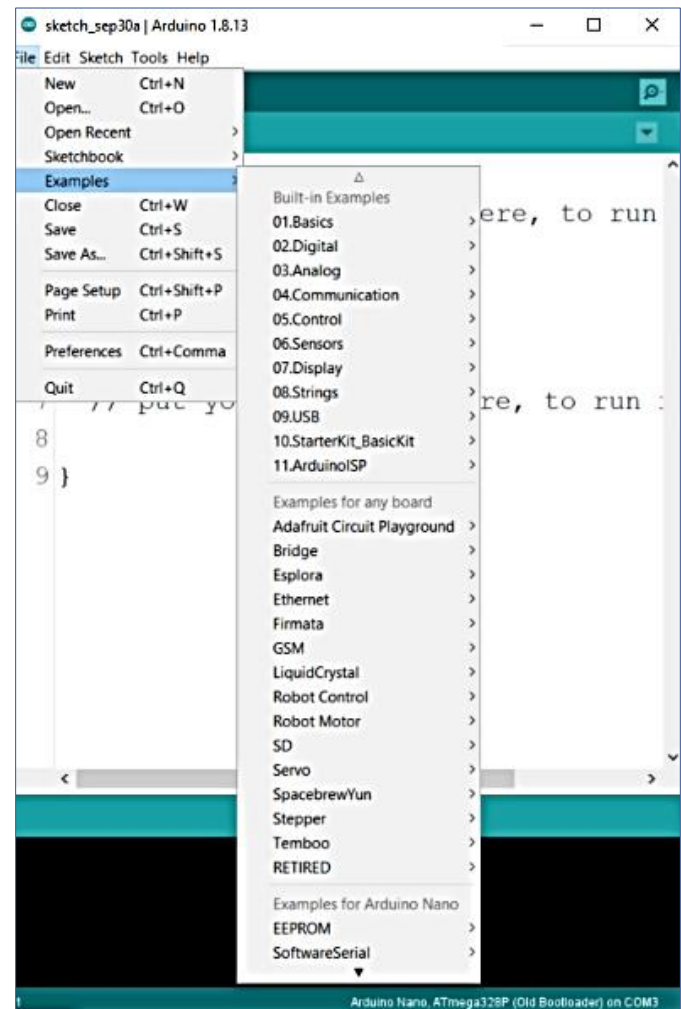 sketch_sep30a | Arduino 1.8.13
File Edit Sketch Tools Help
New Ctrl+N
Open... Ctrl+O
Open Recent
Sketchbook
Examples
Close Ctrl+W
Save Ctrl+S
Save As... Ctrl+Shift+S
Page Setup Ctrl+Shift+P
Print Ctrl+P
Preferences Ctrl+Comma
Quit Ctrl+Q
Built-in Examples
01.Basics
02.Digital
03.Analog
04.Communication
05.Control
06.Sensors
07.Display
08.Strings
09.USB
10.StarterKit_BasicKit
11.ArduinoISP
Examples for any board
Adafruit Circuit Playground
Bridge
Esplora
Ethernet
Firmata
GSM
LiquidCrystal
Robot Control
Robot Motor
SD
Servo
SpacebrewYun
Stepper
Temboo
RETIRED
Examples for Arduino Nano
EEPROM
SoftwareSerial
ere, to run
7 // put yo re, to run
8
9 }
1 Arduino Nano, ATmega328P (Old Bootloader) on COM3